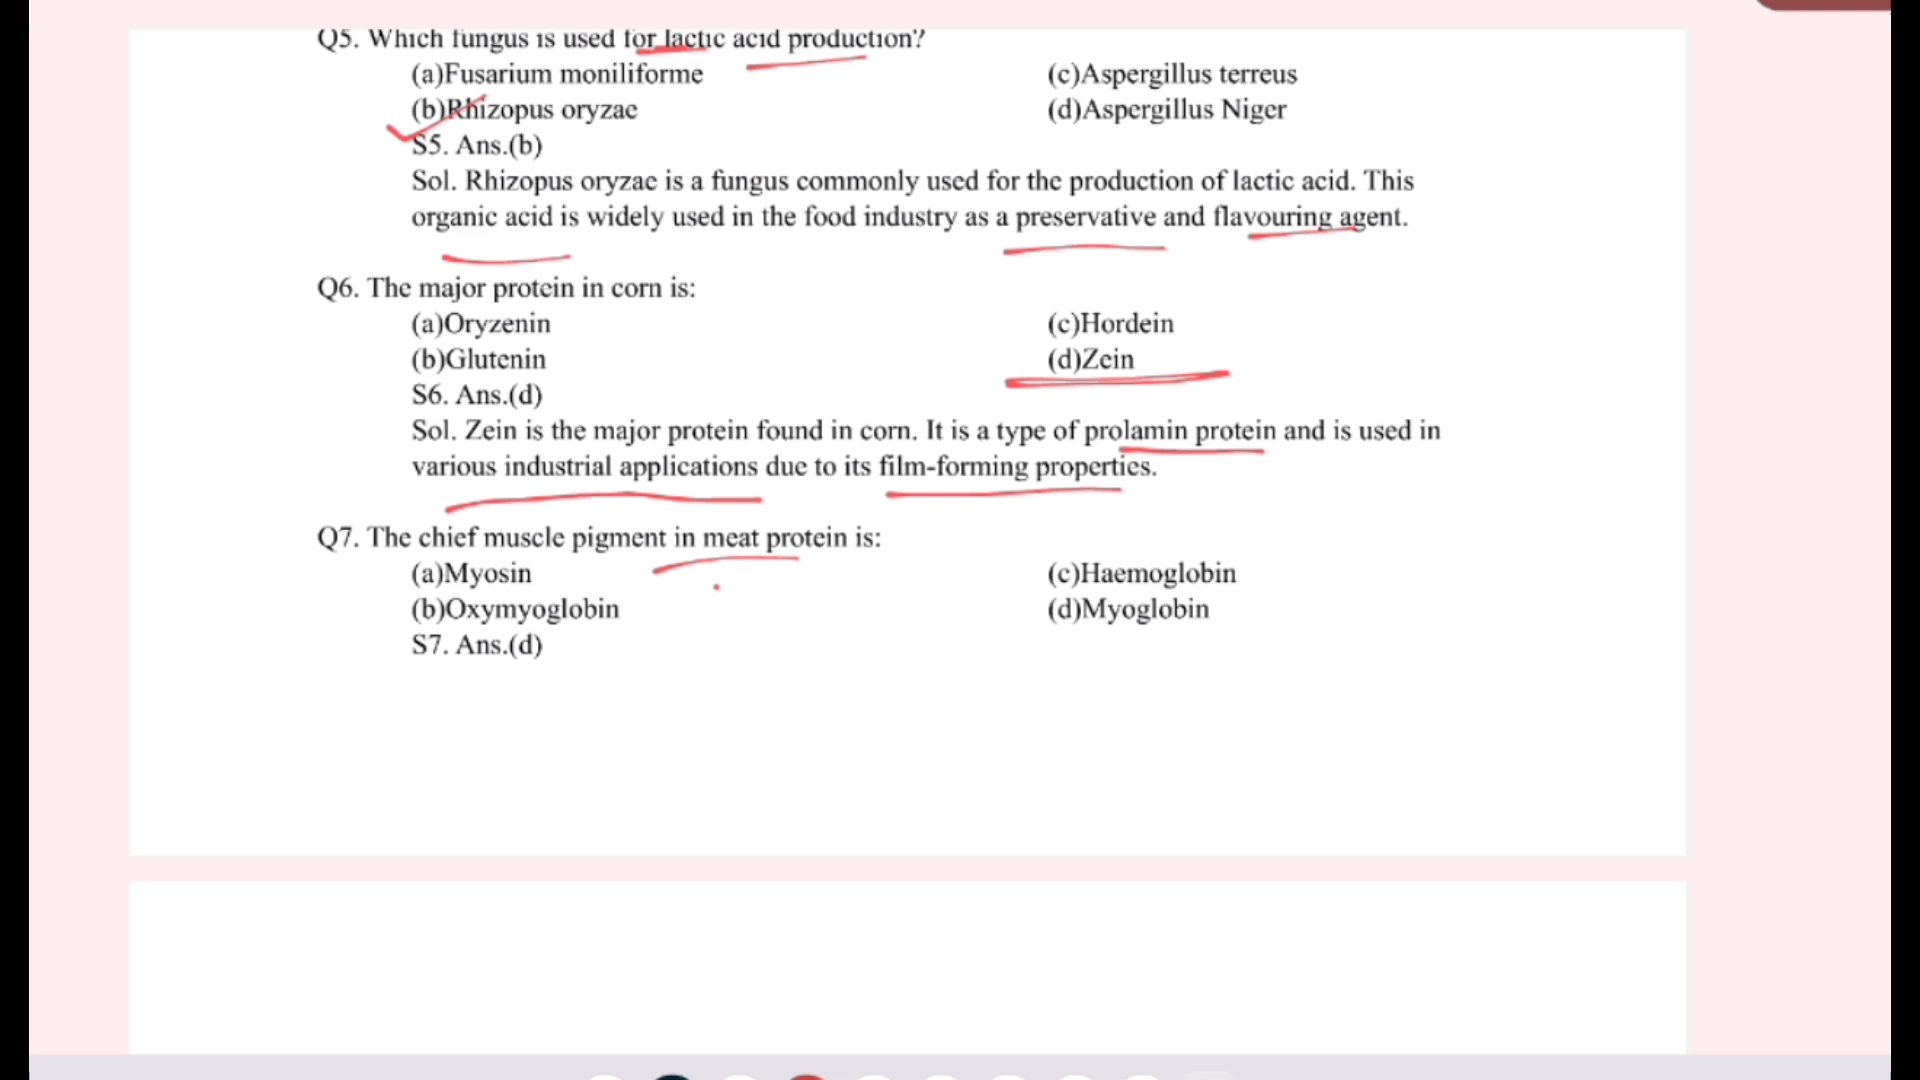 Q5. Which fungus is used for lactic acid production?
(a)Fusarium moniliforme (c)Aspergillus terreus
(b)Rhizopus oryzae (d)Aspergillus Niger
S5. Ans.(b)
Sol. Rhizopus oryzae is a fungus commonly used for the production of lactic acid. This
organic acid is widely used in the food industry as a preservative and flavouring agent.
Q6. The major protein in corn is:
(a)Oryzenin (c)Hordein
(b)Glutenin (d)Zein
S6. Ans.(d)
Sol. Zein is the major protein found in corn. It is a type of prolamin protein and is used in
various industrial applications due to its film-forming properties.
Q7. The chief muscle pigment in meat protein is:
(a)Myosin (c)Haemoglobin
(b)Oxymyoglobin (d)Myoglobin
S7. Ans.(d)